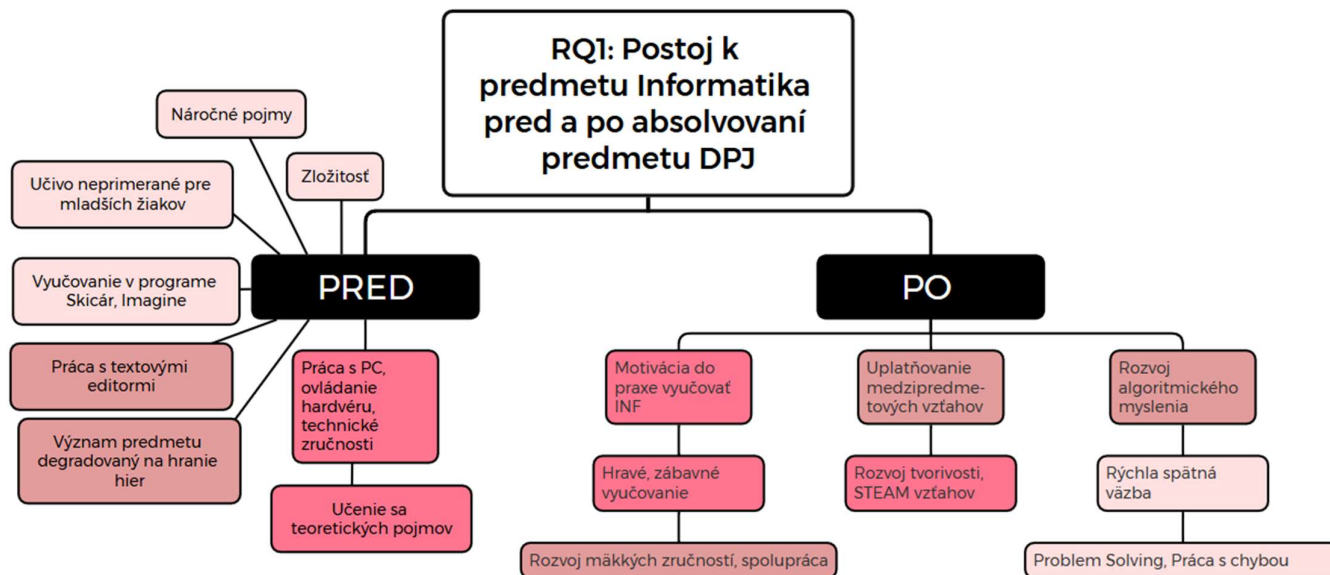 RQ1: Postoj k
predmetu Informatika
pred a po absolvovaní
predmetu DPJ
Náročné pojmy
Zložitosť
Učivo neprimerané pre
mladších žiakov
Vyučovanie v programe
Skicár, Imagine
PRED
PO
Práca s textovými
editormi
Význam predmetu
degradovaný na hranie
hier
Práca s PC,
ovládanie
hardvéru,
technické
zručnosti
Učenie sa
teoretických pojmov
Motivácia do
praxe vyučovať
INF
Uplatňovanie
medzipredme-
tových vzťahov
Rozvoj
algoritmického
myslenia
Hravé, zábavné
vyučovanie
Rozvoj tvorivosti,
STEAM vzťahov
Rýchla spätná
väzba
Rozvoj mäkkých zručností, spolupráca
Problem Solving, Práca s chybou